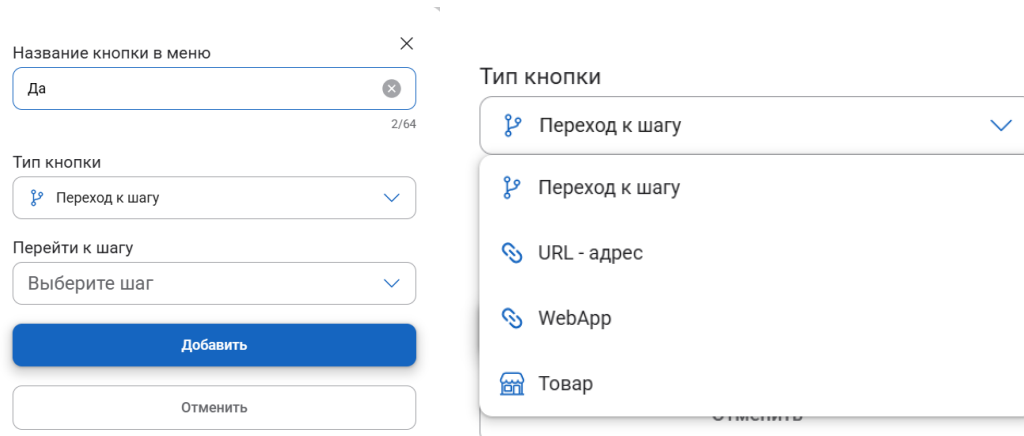 Название кнопки в меню
Да
2/64
Тип кнопки
Переход к шагу
Перейти к шагу
Выберите шаг
Добавить
Отменить
Тип кнопки
Переход к шагу
Переход к шагу
URL - адрес
WebApp
Товар
Отменить